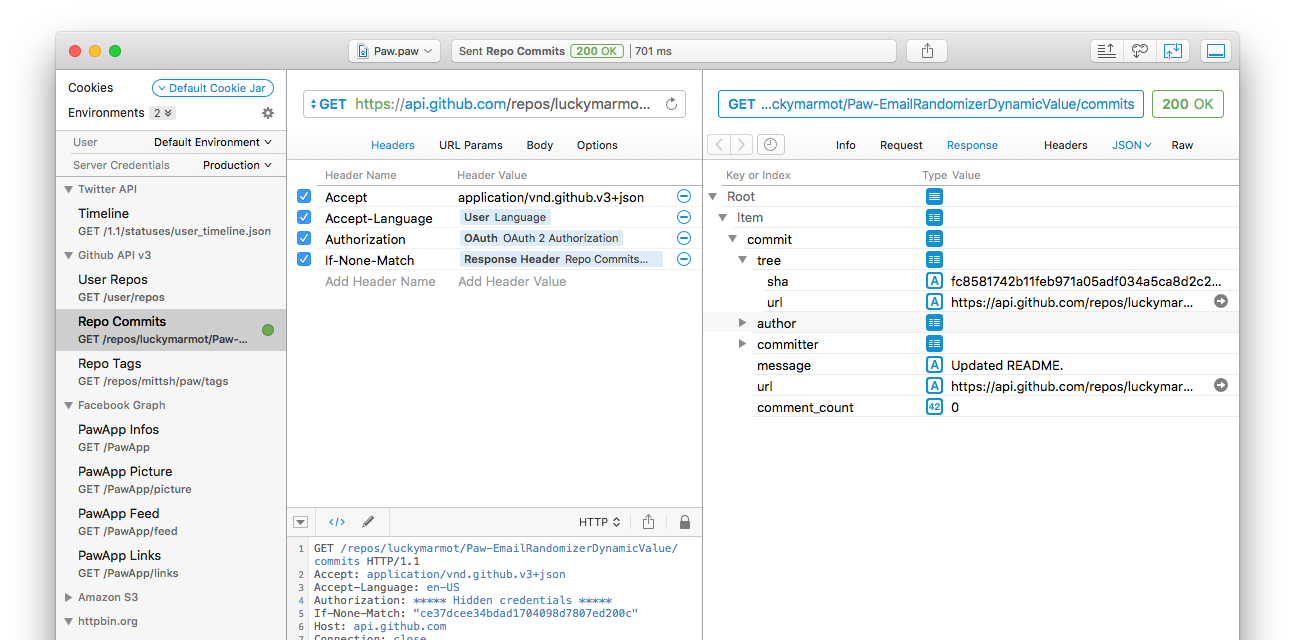 Paw.paw
Sent Repo Commits 200 OK 701 ms
Cookies
Default Cookie Jar
Environments 2
User Default Environment
Server Credentials Production
Twitter API
Timeline
GET /1.1/statuses/user_timeline.json
Github API v3
User Repos
GET /user/repos
Repo Commits
GET /repos/luckymarmot/Paw-...
Repo Tags
GET /repos/mittsh/paw/tags
Facebook Graph
PawApp Infos
GET /PawApp
PawApp Picture
GET /PawApp/picture
PawApp Feed
GET /PawApp/feed
PawApp Links
GET /PawApp/links
Amazon S3
httpbin.org
GET https://api.github.com/repos/luckymarmo...
Headers URL Params Body Options
Header Name Header Value
Accept application/vnd.github.v3+json
Accept-Language User Language
Authorization OAuth OAuth 2 Authorization
If-None-Match Response Header Repo Commits...
Add Header Name Add Header Value
</> HTTP
1 GET /repos/luckymarmot/Paw-EmailRandomizerDynamicValue/
commits HTTP/1.1
2 Accept: application/vnd.github.v3+json
3 Accept-Language: en-US
4 Authorization: ***** Hidden credentials *****
5 If-None-Match: "ce37dcee34bdad1704098d7807ed200c"
6 Host: api.github.com
7 Connection: close
GET ...ckymarmot/Paw-EmailRandomizerDynamicValue/commits 200 OK
Info Request Response Headers JSON Raw
Key or Index Type Value
Root
Item
commit
tree
sha A fc8581742b11feb971a05adf034a5ca8d2c2...
url A https://api.github.com/repos/luckymar...
author
committer
message A Updated README.
url A https://api.github.com/repos/luckymar...
comment_count 42 0